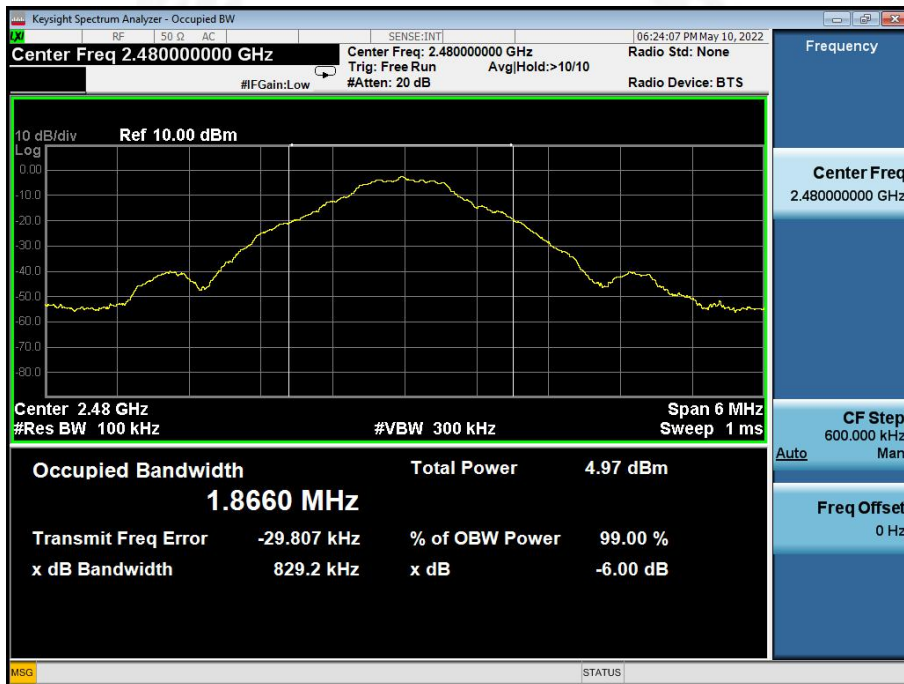 Keysight Spectrum Analyzer - Occupied BW
LXI RF 50 Ω AC SENSE:INT 06:24:07 PM May 10, 2022
Center Freq 2.480000000 GHz
Center Freq: 2.480000000 GHz Radio Std: None
Trig: Free Run Avg|Hold:>10/10
#IFGain:Low #Atten: 20 dB Radio Device: BTS
Frequency
10 dB/div Ref 10.00 dBm
Log
0.00
-10.0
-20.0
-30.0
-40.0
-50.0
-60.0
-70.0
-80.0
Center 2.48 GHz Span 6 MHz
#Res BW 100 kHz #VBW 300 kHz Sweep 1 ms
Center Freq
2.480000000 GHz
CF Step
600.000 kHz
Auto Man
Freq Offset
0 Hz
Occupied Bandwidth Total Power 4.97 dBm
1.8660 MHz
Transmit Freq Error -29.807 kHz % of OBW Power 99.00 %
x dB Bandwidth 829.2 kHz x dB -6.00 dB
MSG STATUS